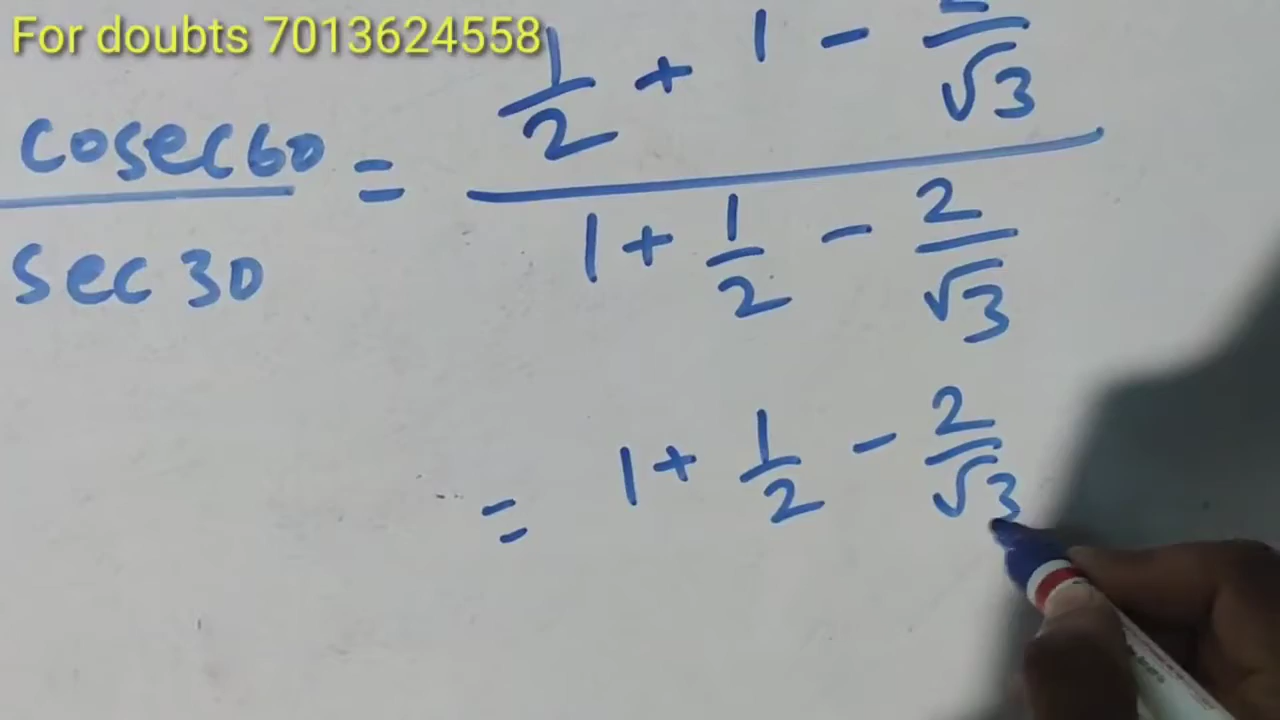 For doubts 7013624558
cosec60 / sec 30 = (1/2 + 1 - 2/√3) / (1 + 1/2 - 2/√3)
= 1 + 1/2 - 2/√3